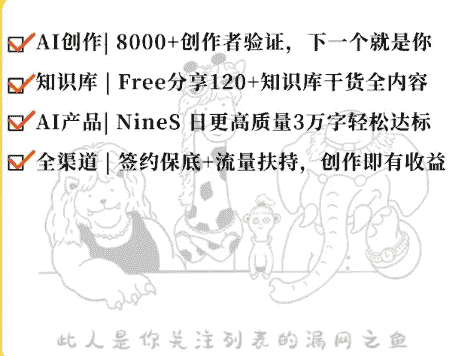 AI创作| 8000+创作者验证，下一个就是你
知识库 | Free分享120+知识库干货全内容
AI产品| NineS 日更高质量3万字轻松达标
全渠道 | 签约保底+流量扶持，创作即有收益
此人是你关注列表的漏网之鱼